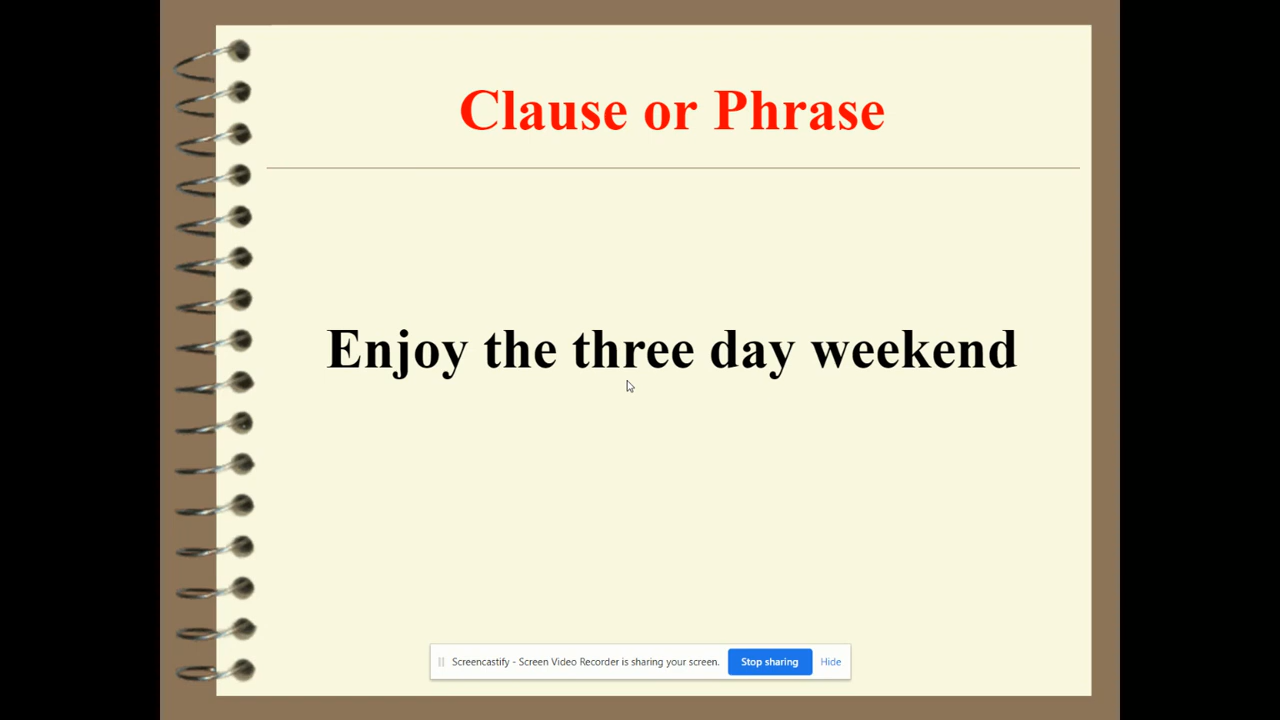 Clause or Phrase
Enjoy the three day weekend
Screencastify - Screen Video Recorder is sharing your screen. Stop sharing Hide